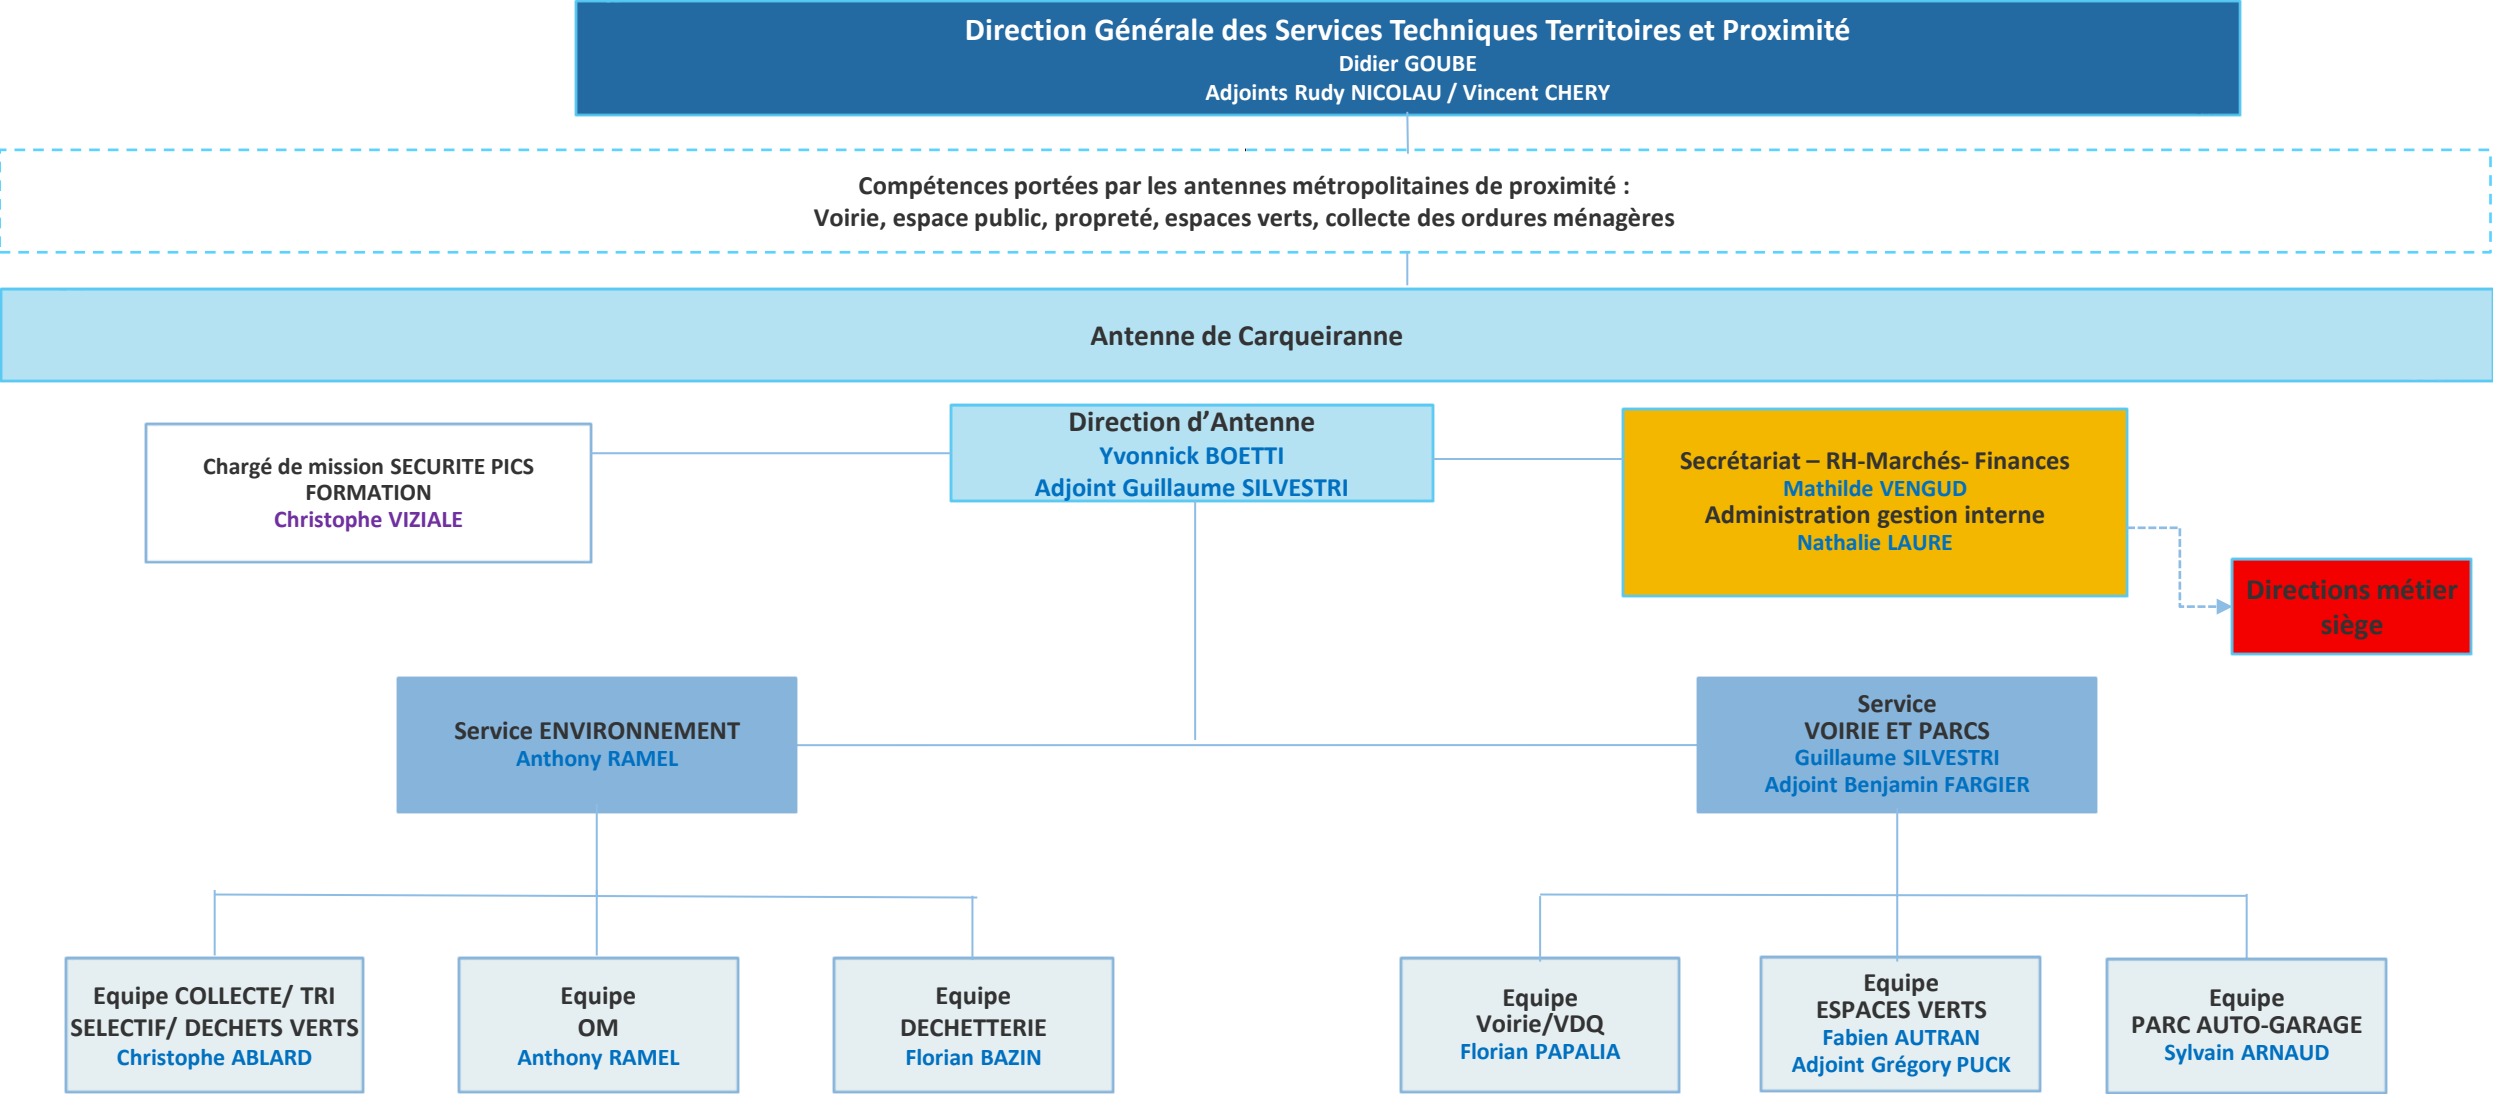 Direction Générale des Services Techniques Territoires et Proximité
Didier GOUBE
Adjoints Rudy NICOLAU / Vincent CHERY
Compétences portées par les antennes métropolitaines de proximité :
Voirie, espace public, propreté, espaces verts, collecte des ordures ménagères
Antenne de Carqueiranne
Chargé de mission SECURITE PICS
FORMATION
Christophe VIZIALE
Direction d’Antenne
Yvonnick BOETTI
Adjoint Guillaume SILVESTRI
Secrétariat – RH-Marchés- Finances
Mathilde VENGUD
Administration gestion interne
Nathalie LAURE
Directions métier
siège
Service ENVIRONNEMENT
Anthony RAMEL
Service
VOIRIE ET PARCS
Guillaume SILVESTRI
Adjoint Benjamin FARGIER
Equipe COLLECTE/ TRI
SELECTIF/ DECHETS VERTS
Christophe ABLARD
Equipe
OM
Anthony RAMEL
Equipe
DECHETTERIE
Florian BAZIN
Equipe
Voirie/VDQ
Florian PAPALIA
Equipe
ESPACES VERTS
Fabien AUTRAN
Adjoint Grégory PUCK
Equipe
PARC AUTO-GARAGE
Sylvain ARNAUD